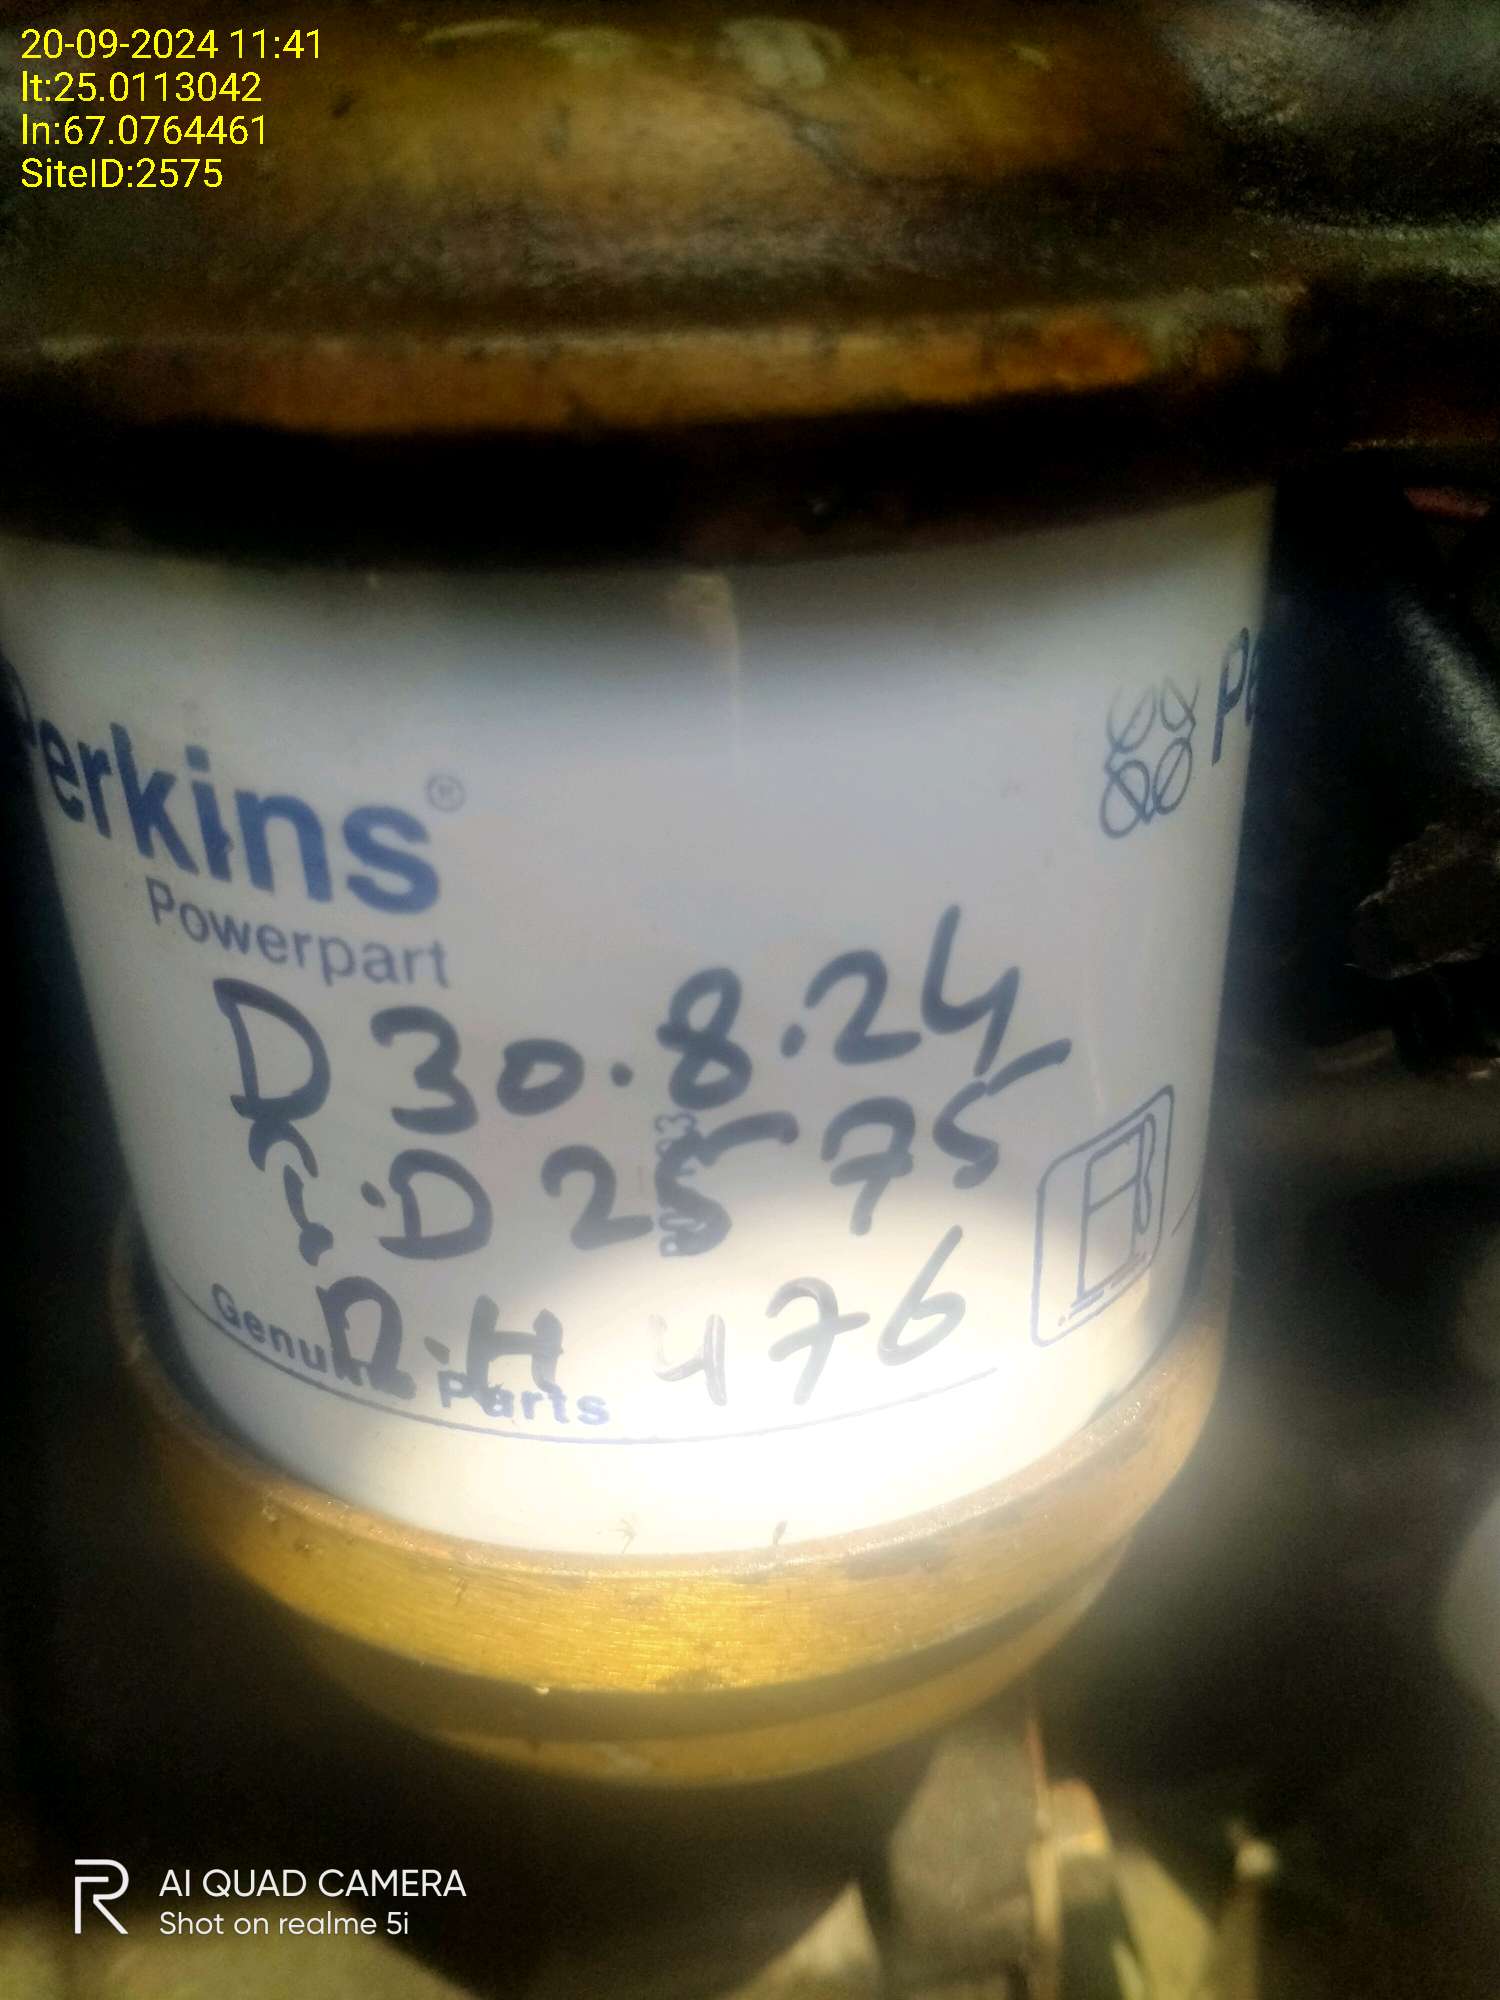 20-09-2024 11:41
lt:25.0113042
ln:67.0764461
SiteID:2575
Perkins®
Powerpart
D 30.8.24
S.D 2575
R.H 476
Genuine Parts
AI QUAD CAMERA
Shot on realme 5i